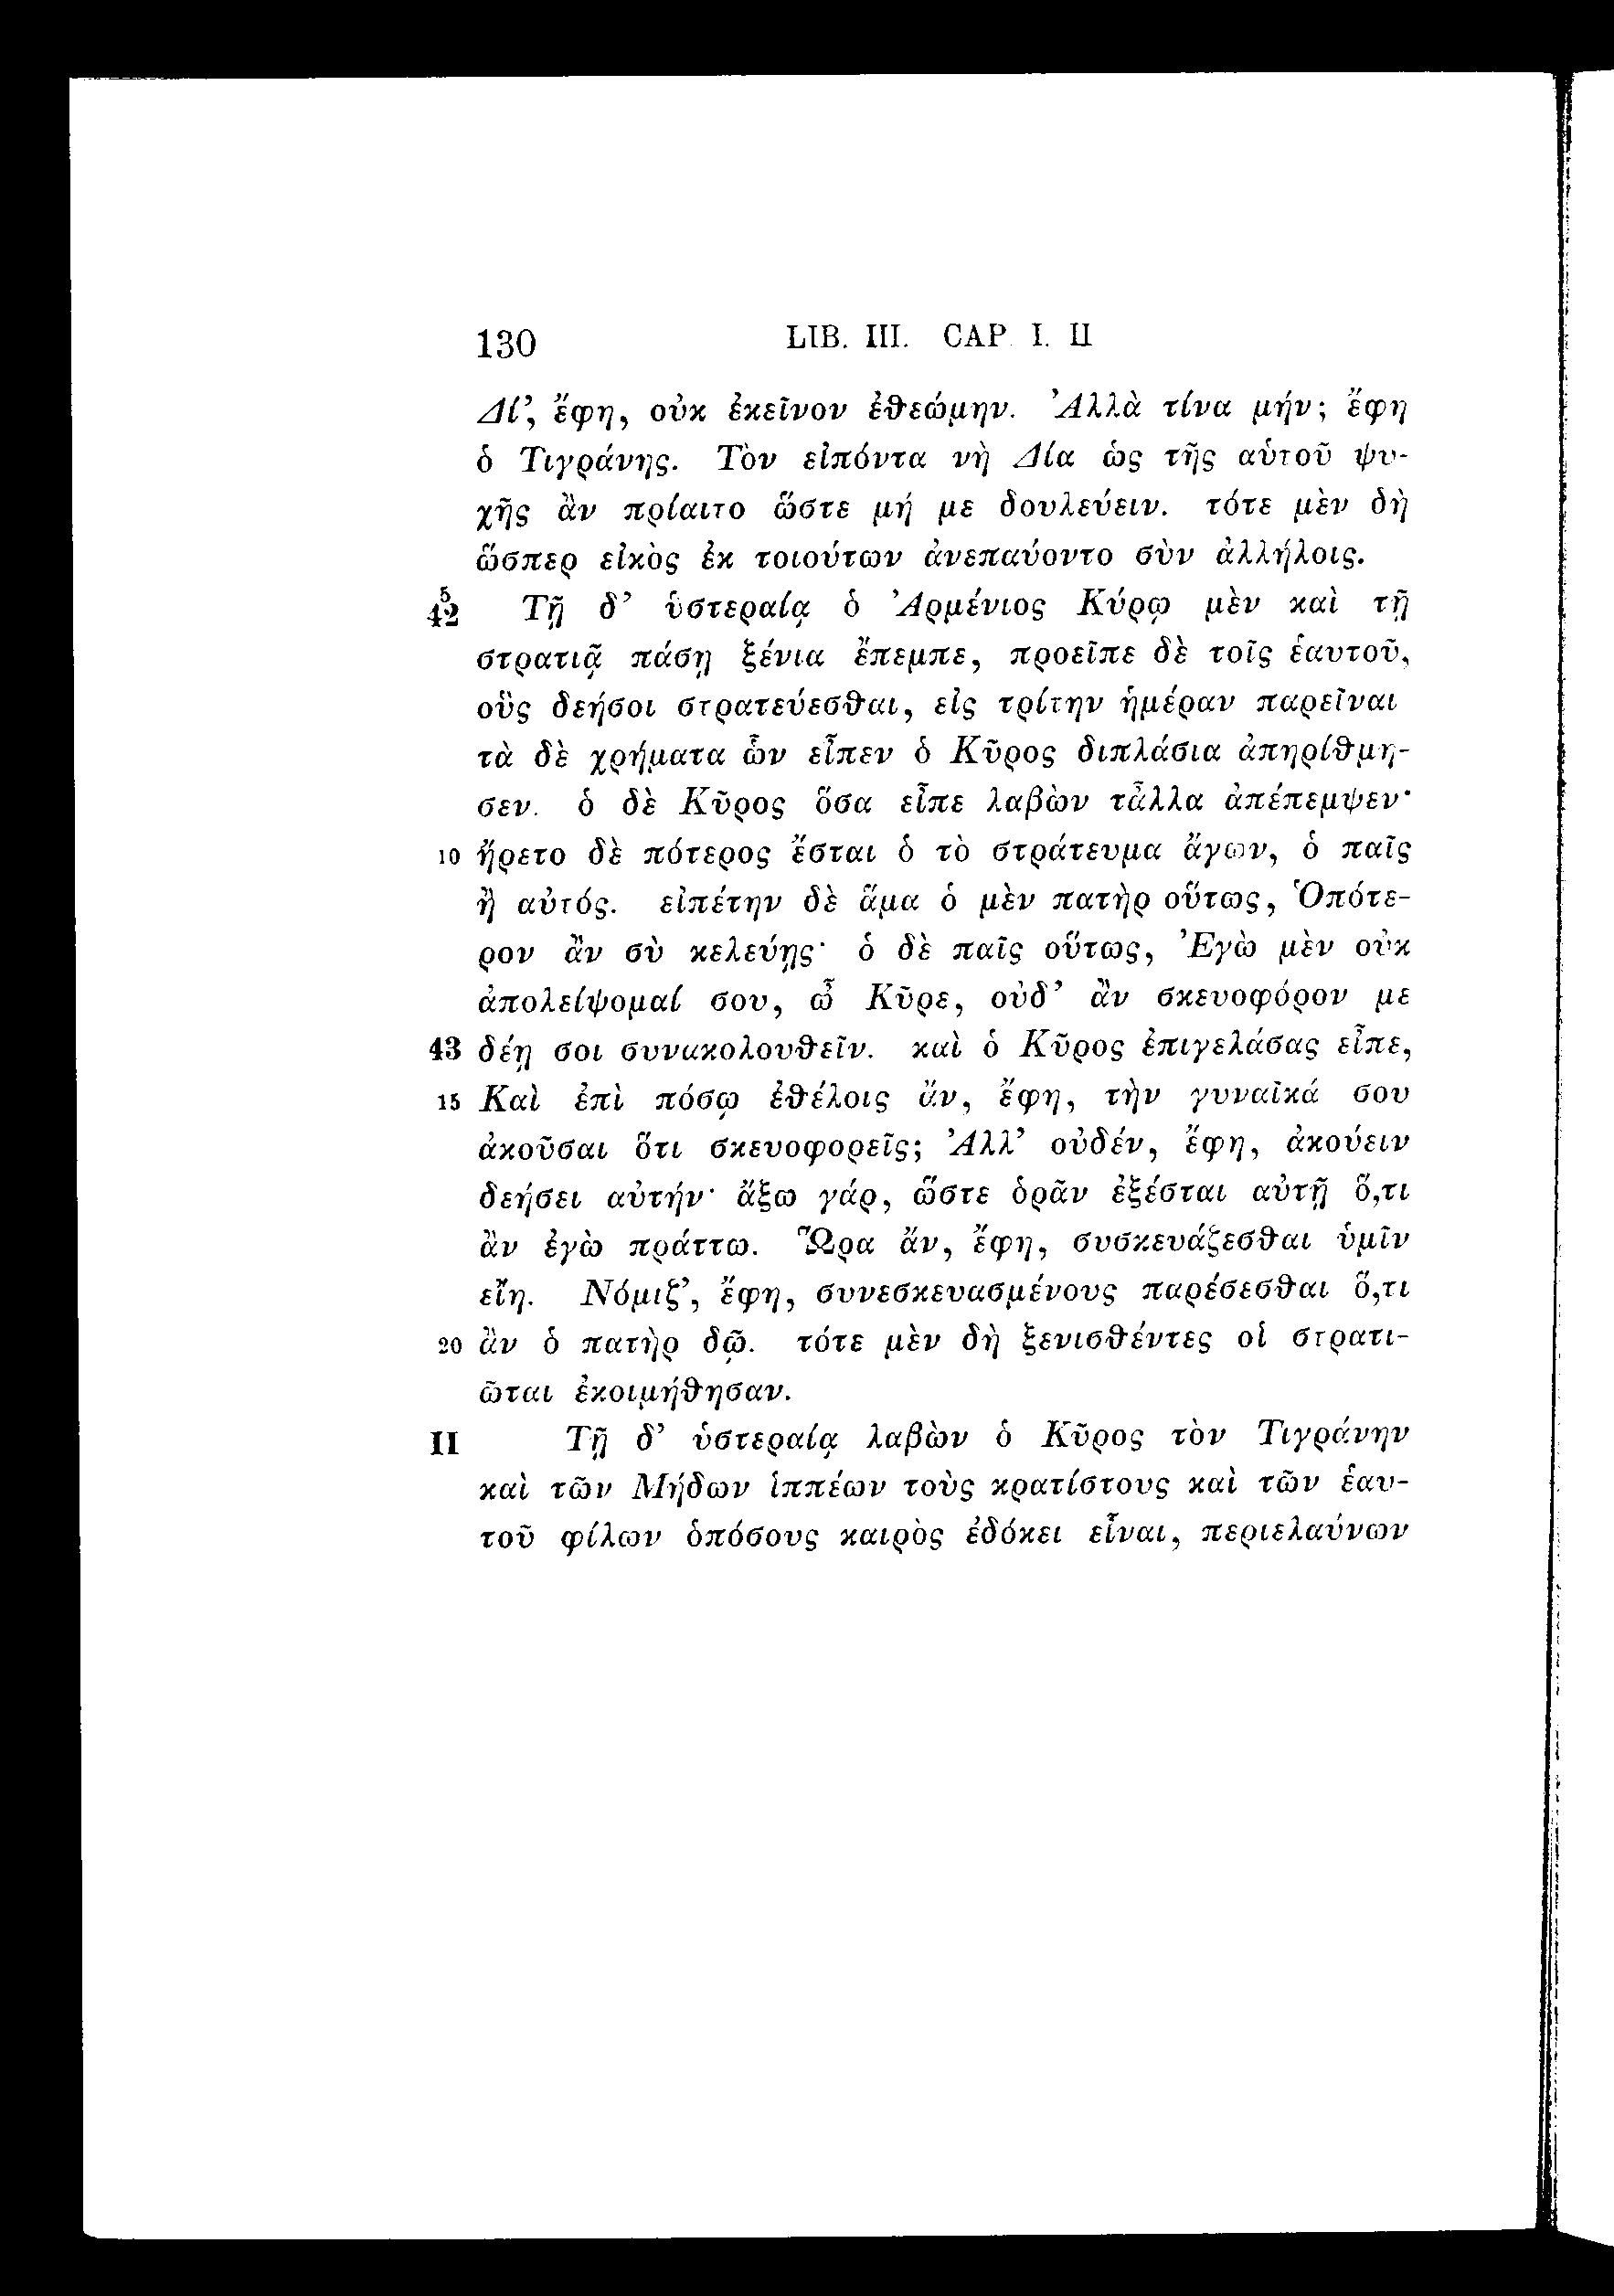 130 LIB. III. CAP. I. II
Δί’, ἔφη, οὐκ ἐκεῖνον ἐθεώμην. Ἀλλὰ τίνα μήν; ἔφη
ὁ Τιγράνης. Τὸν εἰπόντα νὴ Δία ὡς τῆς αὑτοῦ ψυ-
χῆς ἂν πρίαιτο ὥστε μή με δουλεύειν. τότε μὲν δὴ
ὥσπερ εἰκὸς ἐκ τοιούτων ἀνεπαύοντο σὺν ἀλλήλοις.
5 42 Τῇ δ’ ὑστεραίᾳ ὁ Ἀρμένιος Κύρῳ μὲν καὶ τῇ
στρατιᾷ πάσῃ ξένια ἔπεμπε, προεῖπε δὲ τοῖς ἑαυτοῦ,
οὓς δεήσοι στρατεύεσθαι, εἰς τρίτην ἡμέραν παρεῖναι
τὰ δὲ χρήματα ὧν εἶπεν ὁ Κῦρος διπλάσια ἀπηρίθμη-
σεν. ὁ δὲ Κῦρος ὅσα εἶπε λαβὼν τἆλλα ἀπέπεμψεν·
10 ἤρετο δὲ πότερος ἔσται ὁ τὸ στράτευμα ἄγων, ὁ παῖς
ἢ αὐτός. εἰπέτην δὲ ἅμα ὁ μὲν πατὴρ οὕτως, Ὁπότε-
ρον ἂν σὺ κελεύῃς· ὁ δὲ παῖς οὕτως, Ἐγὼ μὲν οὐκ
ἀπολείψομαί σου, ὦ Κῦρε, οὐδ’ ἂν σκευοφόρον με
43 δέῃ σοι συνακολουθεῖν. καὶ ὁ Κῦρος ἐπιγελάσας εἶπε,
15 Καὶ ἐπὶ πόσῳ ἐθέλοις ἄν, ἔφη, τὴν γυναῖκά σου
ἀκοῦσαι ὅτι σκευοφορεῖς; Ἀλλ’ οὐδέν, ἔφη, ἀκούειν
δεήσει αὐτήν· ἄξω γάρ, ὥστε ὁρᾶν ἐξέσται αὐτῇ ὅ,τι
ἂν ἐγὼ πράττω. Ὥρα ἄν, ἔφη, συσκευάζεσθαι ὑμῖν
εἴη. Νόμιζ’, ἔφη, συνεσκευασμένους παρέσεσθαι ὅ,τι
20 ἂν ὁ πατὴρ δῷ. τότε μὲν δὴ ξενισθέντες οἱ στρατι-
ῶται ἐκοιμήθησαν.
II Τῇ δ’ ὑστεραίᾳ λαβὼν ὁ Κῦρος τὸν Τιγράνην
καὶ τῶν Μήδων ἱππέων τοὺς κρατίστους καὶ τῶν ἑαυ-
τοῦ φίλων ὁπόσους καιρὸς ἐδόκει εἶναι, περιελαύνων